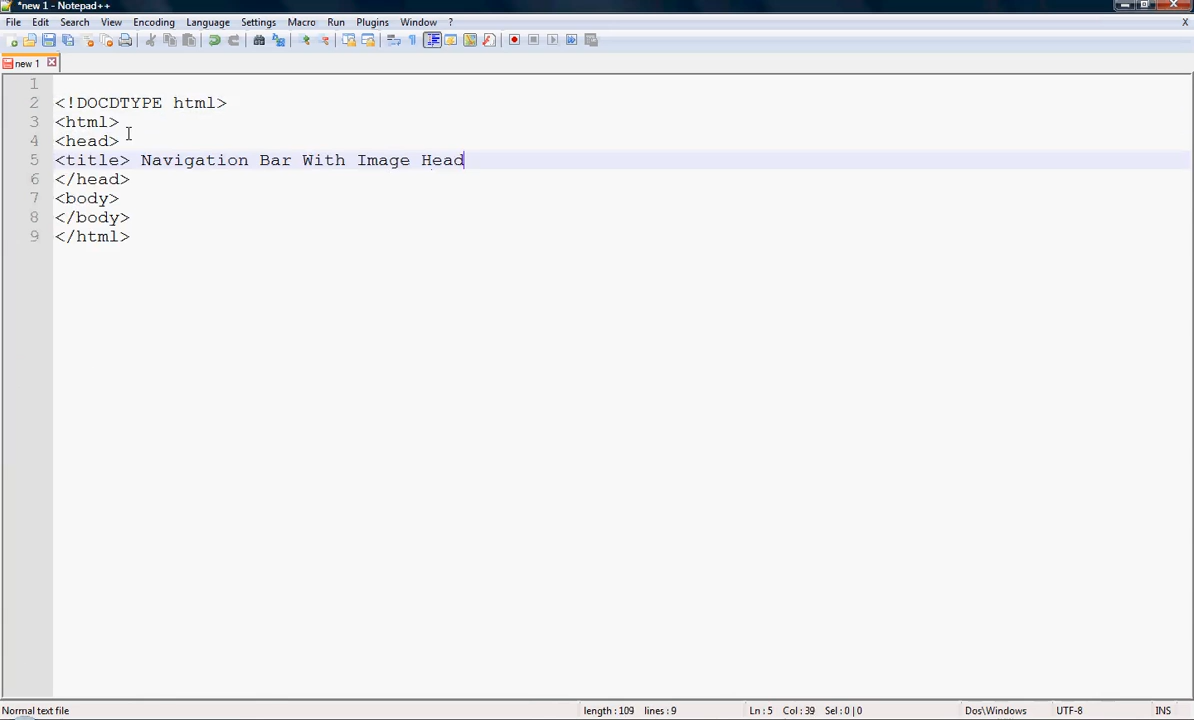 *new 1 - Notepad++
File Edit Search View Encoding Language Settings Macro Run Plugins Window ? X
new 1
1
2 <!DOCDTYPE html>
3 <html>
4 <head>
5 <title> Navigation Bar With Image Head
6 </head>
7 <body>
8 </body>
9 </html>
Normal text file length : 109 lines : 9 Ln : 5 Col : 39 Sel : 0 | 0 Dos\Windows UTF-8 INS